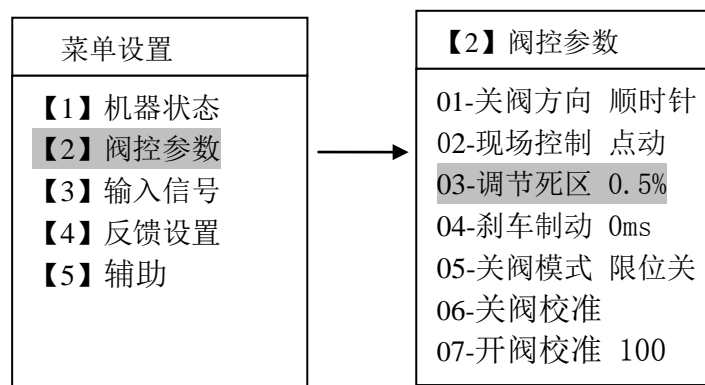 菜单设置
【1】机器状态
【2】阀控参数
【3】输入信号
【4】反馈设置
【5】辅助
【2】阀控参数
01-关阀方向 顺时针
02-现场控制 点动
03-调节死区 0.5%
04-刹车制动 0ms
05-关阀模式 限位关
06-关阀校准
07-开阀校准 100